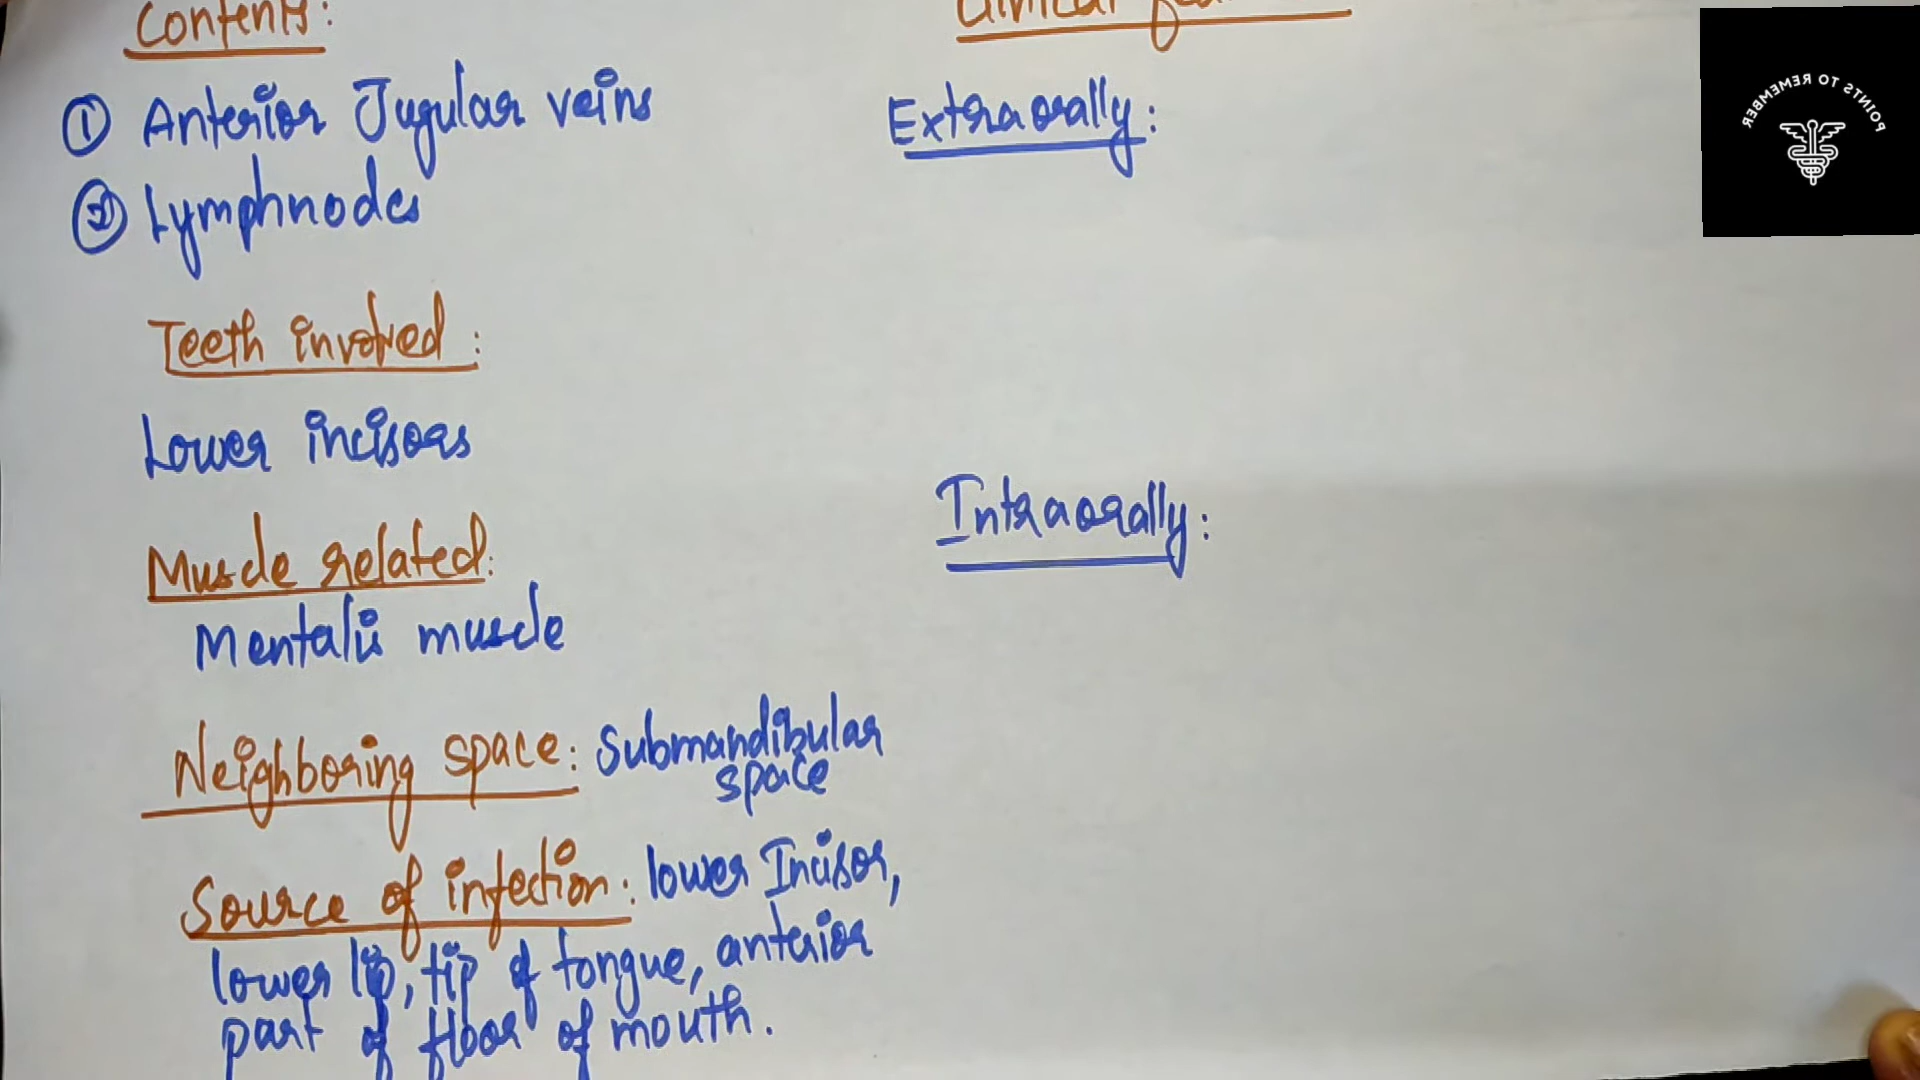 Contents:
① Anterior Jugular veins
② Lymphnodes
Teeth involved:
Lower incisors
Muscle related:
Mentalis muscle
Neighboring space: Submandibular
space
Source of infection: lower Incisor,
lower lip, tip of tongue, anterior
part of floor of mouth.
Clinical
Extraorally:
Intraorally:
POINTS TO REMEMBER